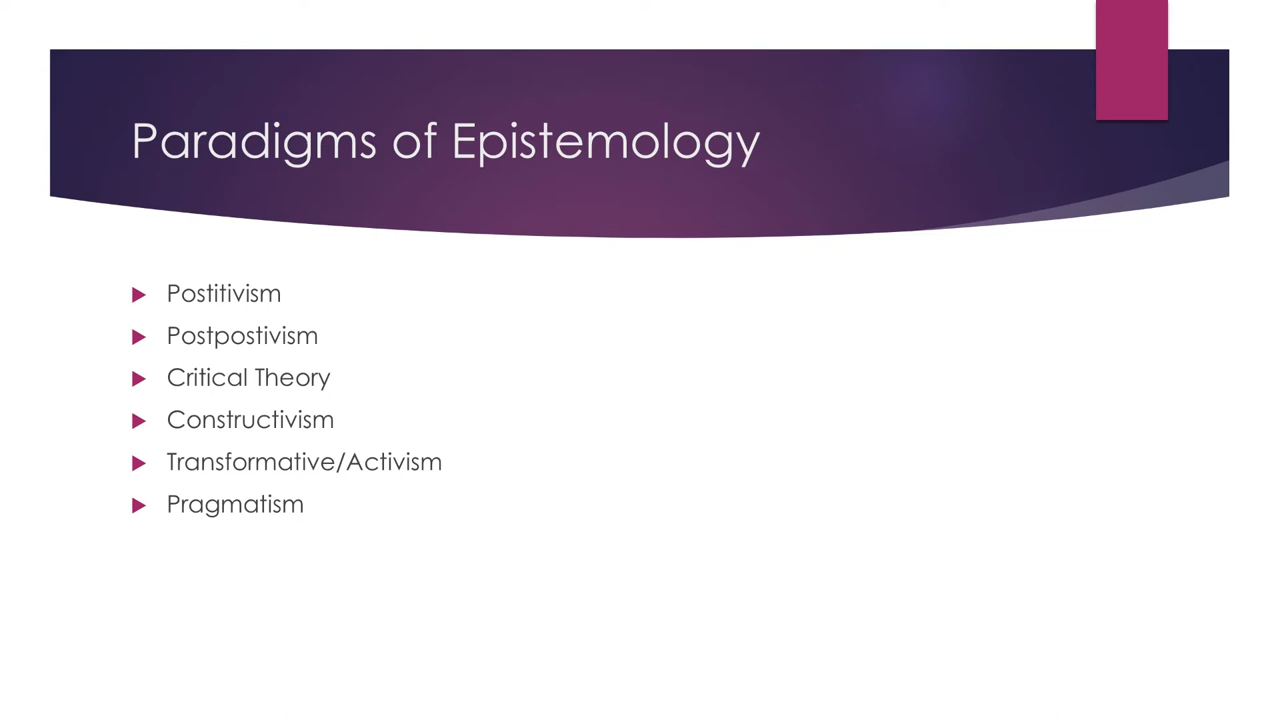 Paradigms of Epistemology
Postitivism
Postpostivism
Critical Theory
Constructivism
Transformative/Activism
Pragmatism